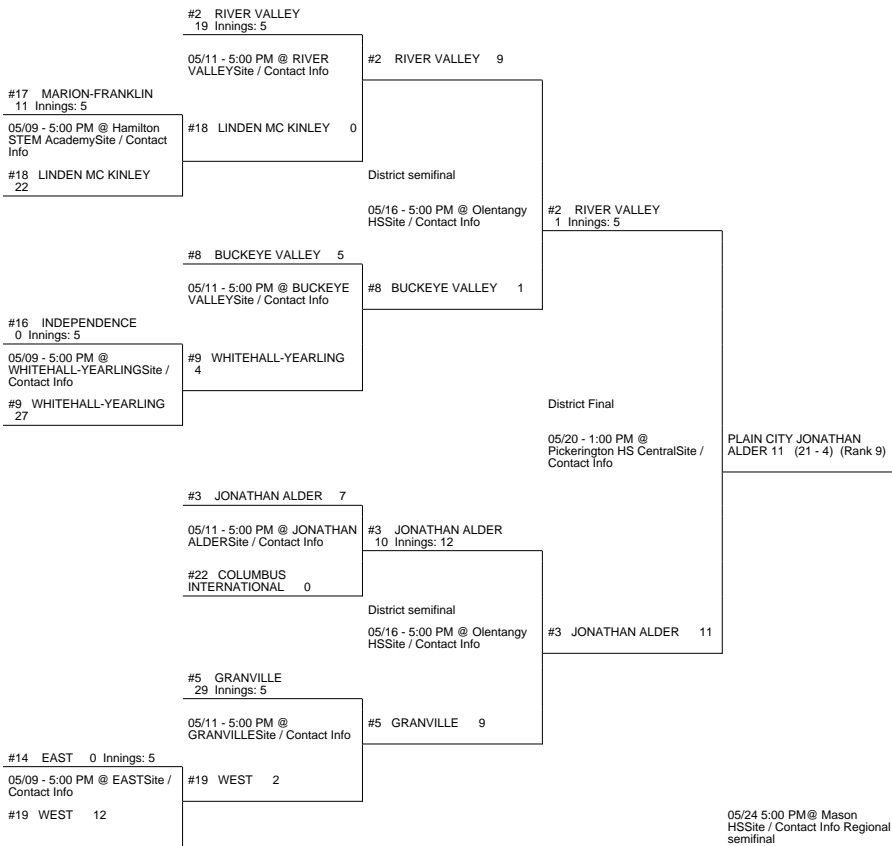 #2 RIVER VALLEY
19 Innings: 5
05/11 - 5:00 PM @ RIVER
VALLEYSite / Contact Info
#2 RIVER VALLEY 9
#17 MARION-FRANKLIN
11 Innings: 5
05/09 - 5:00 PM @ Hamilton
STEM AcademySite / Contact
Info
#18 LINDEN MC KINLEY 0
#18 LINDEN MC KINLEY
22
District semifinal
05/16 - 5:00 PM @ Olentangy
HSSite / Contact Info
#2 RIVER VALLEY
1 Innings: 5
#8 BUCKEYE VALLEY 5
05/11 - 5:00 PM @ BUCKEYE
VALLEYSite / Contact Info
#8 BUCKEYE VALLEY 1
#16 INDEPENDENCE
0 Innings: 5
05/09 - 5:00 PM @
WHITEHALL-YEARLINGSite /
Contact Info
#9 WHITEHALL-YEARLING
4
#9 WHITEHALL-YEARLING
27
District Final
05/20 - 1:00 PM @
Pickerington HS CentralSite /
Contact Info
PLAIN CITY JONATHAN
ALDER 11 (21 - 4) (Rank 9)
#3 JONATHAN ALDER 7
05/11 - 5:00 PM @ JONATHAN
ALDERSite / Contact Info
#3 JONATHAN ALDER
10 Innings: 12
#22 COLUMBUS
INTERNATIONAL 0
District semifinal
05/16 - 5:00 PM @ Olentangy
HSSite / Contact Info
#3 JONATHAN ALDER 11
#5 GRANVILLE
29 Innings: 5
05/11 - 5:00 PM @
GRANVILLESite / Contact Info
#5 GRANVILLE 9
#14 EAST 0 Innings: 5
05/09 - 5:00 PM @ EASTSite /
Contact Info
#19 WEST 2
#19 WEST 12
05/24 5:00 PM@ Mason
HSSite / Contact Info Regional
semifinal